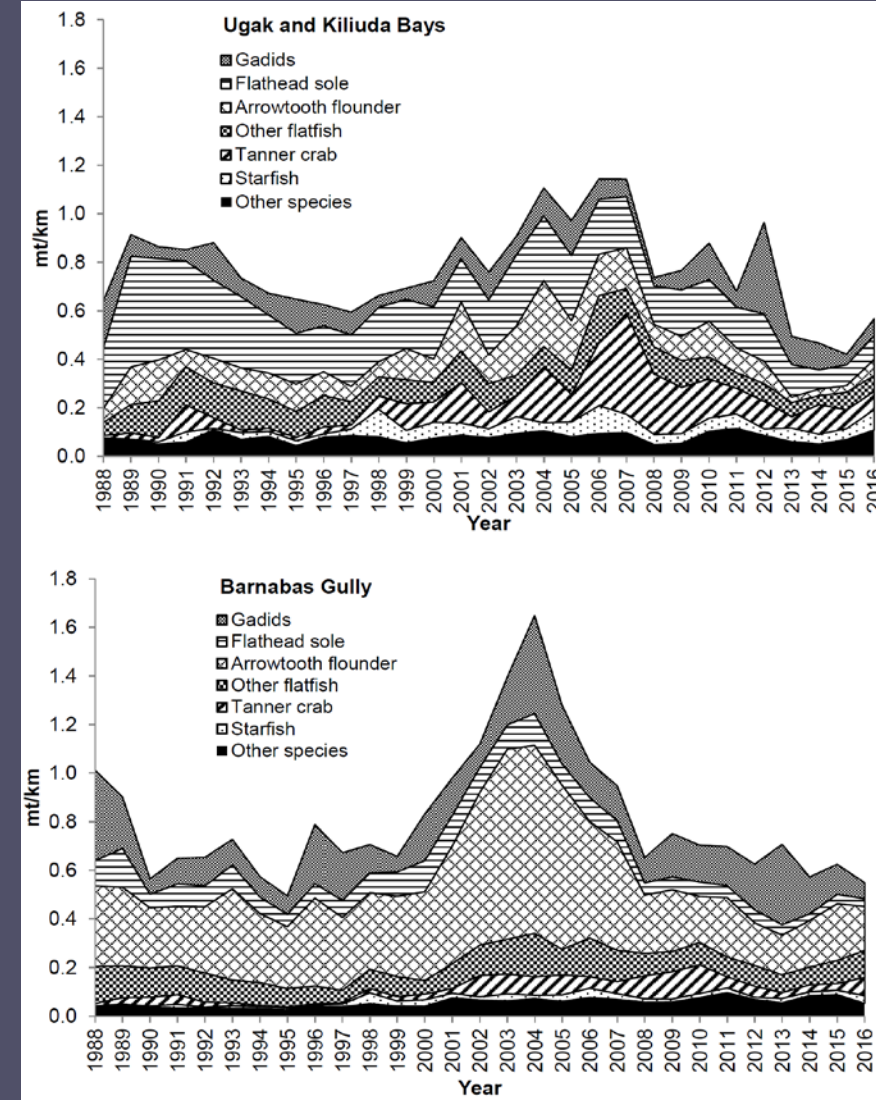 Ugak and Kiliuda Bays
Gadids
Flathead sole
Arrowtooth flounder
Other flatfish
Tanner crab
Starfish
Other species
mt/km
1.8
1.6
1.4
1.2
1.0
0.8
0.6
0.4
0.2
0.0
1988 1989 1990 1991 1992 1993 1994 1995 1996 1997 1998 1999 2000 2001 2002 2003 2004 2005 2006 2007 2008 2009 2010 2011 2012 2013 2014 2015 2016
Year
Barnabas Gully
Gadids
Flathead sole
Arrowtooth flounder
Other flatfish
Tanner crab
Starfish
Other species
mt/km
1.8
1.6
1.4
1.2
1.0
0.8
0.6
0.4
0.2
0.0
1988 1989 1990 1991 1992 1993 1994 1995 1996 1997 1998 1999 2000 2001 2002 2003 2004 2005 2006 2007 2008 2009 2010 2011 2012 2013 2014 2015 2016
Year